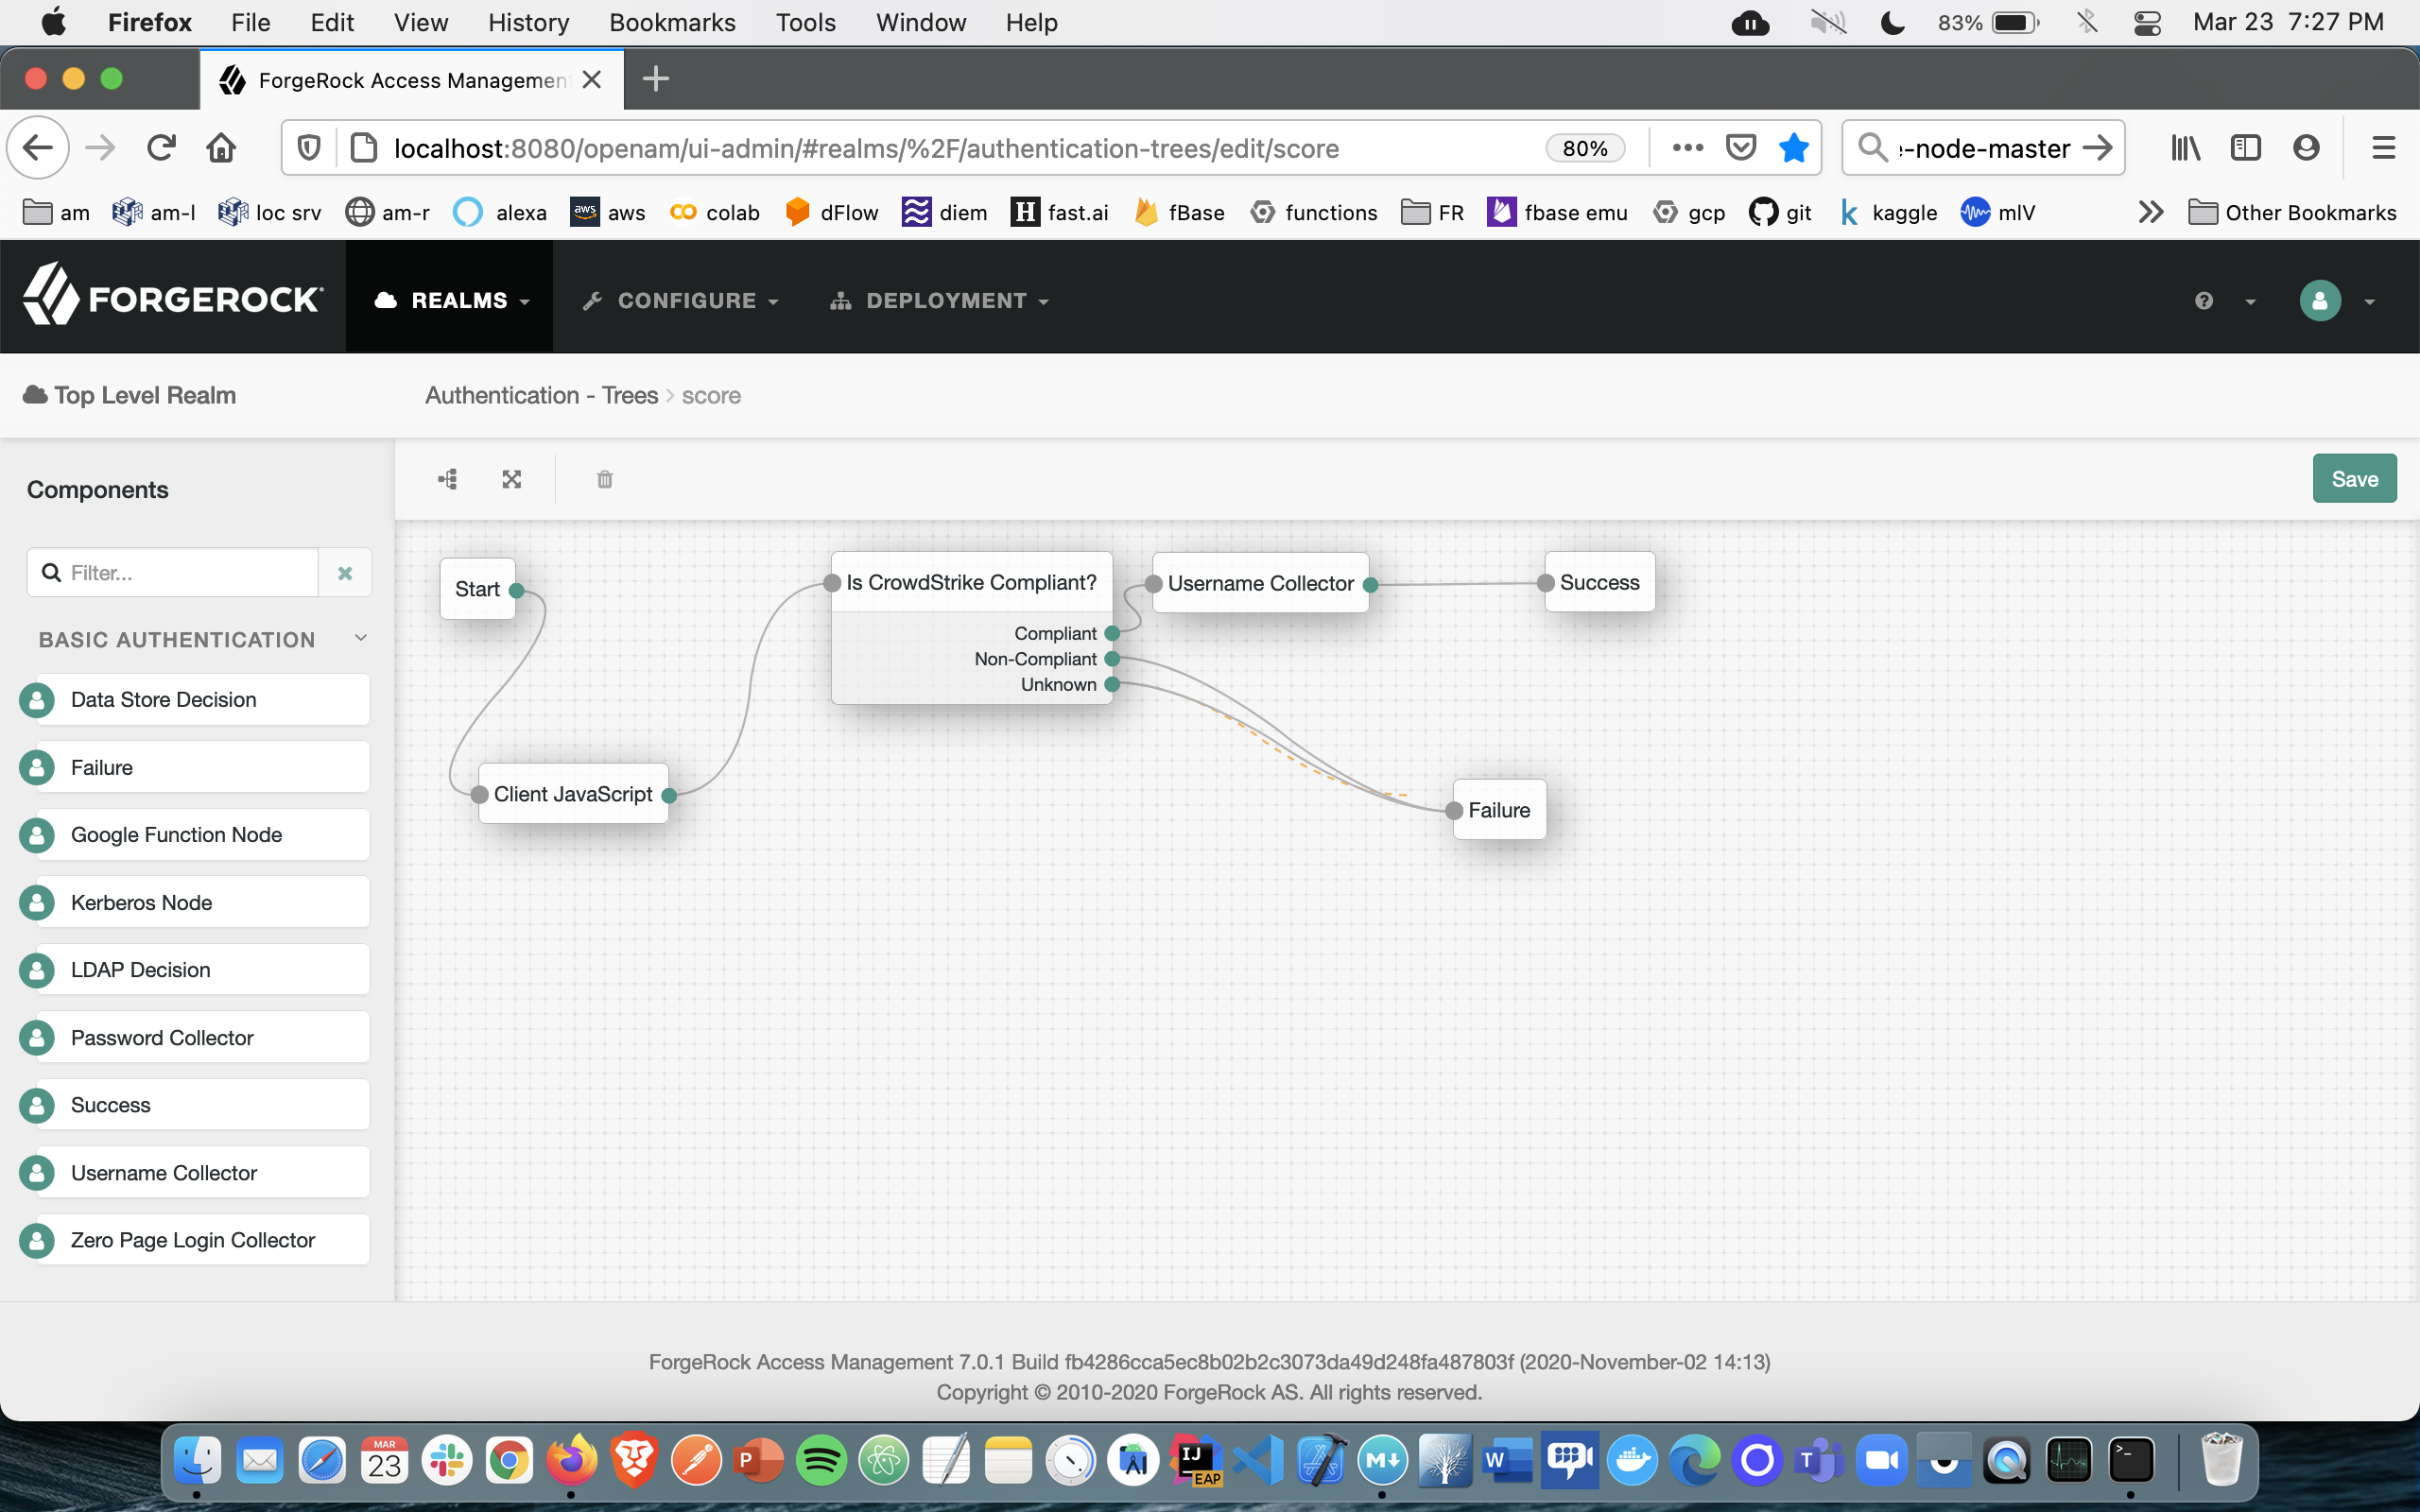 Firefox File Edit View History Bookmarks Tools Window Help 83% Mar 23 7:27 PM
ForgeRock Access Managemen
localhost:8080/openam/ui-admin/#realms/%2F/authentication-trees/edit/score 80% -node-master
am am-l loc srv am-r alexa aws aws colab dFlow diem H fast.ai fBase functions FR fbase emu gcp git k kaggle mlV Other Bookmarks
FORGEROCK REALMS CONFIGURE DEPLOYMENT
Top Level Realm Authentication - Trees > score
Components
Save
Filter...
BASIC AUTHENTICATION
Data Store Decision
Failure
Google Function Node
Kerberos Node
LDAP Decision
Password Collector
Success
Username Collector
Zero Page Login Collector
Start
Is CrowdStrike Compliant?
Compliant
Non-Compliant
Unknown
Username Collector
Success
Client JavaScript
Failure
ForgeRock Access Management 7.0.1 Build fb4286cca5ec8b02b2c3073da49d248fa487803f (2020-November-02 14:13)
Copyright © 2010-2020 ForgeRock AS. All rights reserved.
MAR
23
P
IJ
EAP
M
W
T